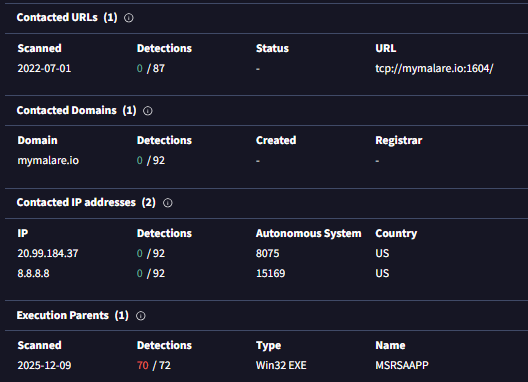 Contacted URLs (1)
Scanned Detections Status URL
2022-07-01 0 / 87 - tcp://mymalare.io:1604/
Contacted Domains (1)
Domain Detections Created Registrar
mymalare.io 0 / 92 - -
Contacted IP addresses (2)
IP Detections Autonomous System Country
20.99.184.37 0 / 92 8075 US
8.8.8.8 0 / 92 15169 US
Execution Parents (1)
Scanned Detections Type Name
2025-12-09 70 / 72 Win32 EXE MSRSAAPP